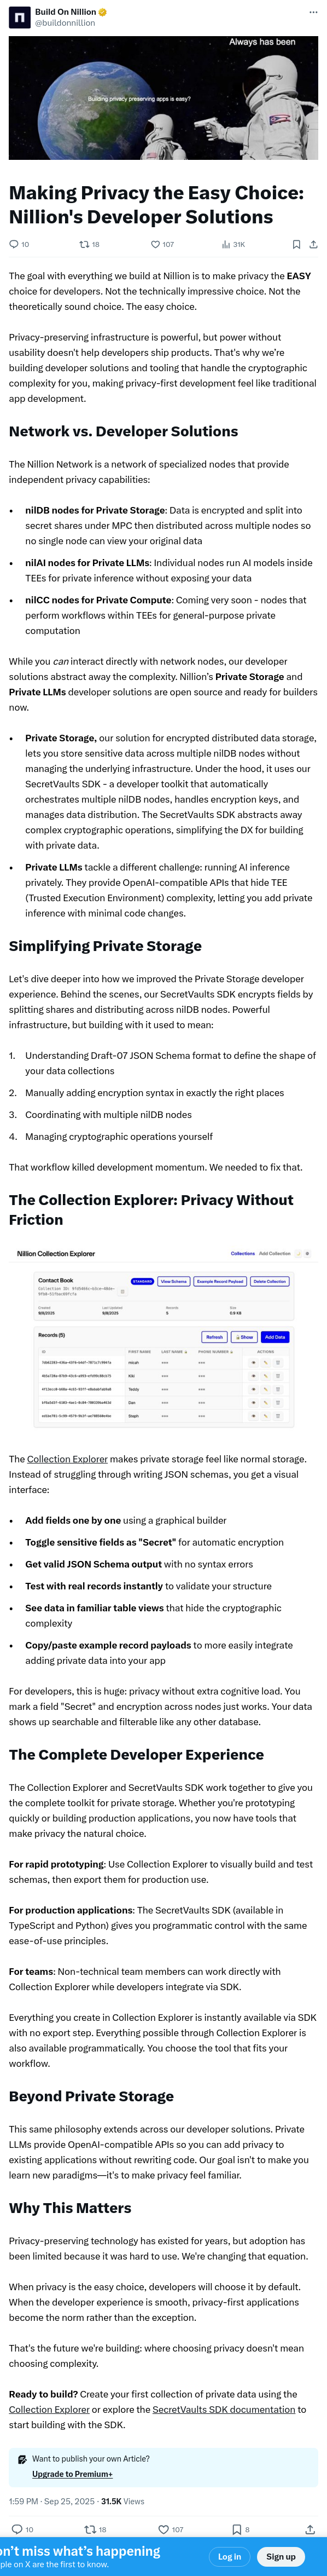 Build On Nillion
@buildonnillion
Always has been
Building privacy preserving apps is easy?
Making Privacy the Easy Choice:
Nillion's Developer Solutions
10 18 107 31K
The goal with everything we build at Nillion is to make privacy the EASY
choice for developers. Not the technically impressive choice. Not the
theoretically sound choice. The easy choice.
Privacy-preserving infrastructure is powerful, but power without
usability doesn't help developers ship products. That's why we're
building developer solutions and tooling that handle the cryptographic
complexity for you, making privacy-first development feel like traditional
app development.
Network vs. Developer Solutions
The Nillion Network is a network of specialized nodes that provide
independent privacy capabilities:
• nilDB nodes for Private Storage: Data is encrypted and split into
secret shares under MPC then distributed across multiple nodes so
no single node can view your original data
• nilAI nodes for Private LLMs: Individual nodes run AI models inside
TEEs for private inference without exposing your data
• nilCC nodes for Private Compute: Coming very soon - nodes that
perform workflows within TEEs for general-purpose private
computation
While you can interact directly with network nodes, our developer
solutions abstract away the complexity. Nillion's Private Storage and
Private LLMs developer solutions are open source and ready for builders
now.
• Private Storage, our solution for encrypted distributed data storage,
lets you store sensitive data across multiple nilDB nodes without
managing the underlying infrastructure. Under the hood, it uses our
SecretVaults SDK - a developer toolkit that automatically
orchestrates multiple nilDB nodes, handles encryption keys, and
manages data distribution. The SecretVault SDK abstracts away
complex cryptographic operations, simplifying the DX for building
with private data.
• Private LLMs tackle a different challenge: running AI inference
privately. They provide OpenAI-compatible APIs that hide TEE
(Trusted Execution Environment) complexity, letting you add private
inference with minimal code changes.
Simplifying Private Storage
Let's dive deeper into how we improved the Private Storage developer
experience. Behind the scenes, our SecretVaults SDK encrypts fields by
splitting shares and distributing across nilDB nodes. Powerful
infrastructure, but building with it used to mean:
1. Understanding Draft-07 JSON Schema format to define the shape of
your data collections
2. Manually adding encryption syntax in exactly the right places
3. Coordinating with multiple nilDB nodes
4. Managing cryptographic operations yourself
That workflow killed development momentum. We needed to fix that.
The Collection Explorer: Privacy Without
Friction
Nillion Collection Explorer Collections Add Collection
Contact Book STANDARD View Schema Example Record Payload Delete Collection
Created Last Updated Records Size
9/8/2025 9/8/2025 5 0.9 KB
Records (5) Refresh Show Add Data
ID FIRST NAME LAST NAME PHONE NUMBER ACTIONS
micah
Kiki
Teddy
Dan
Steph
The Collection Explorer makes private storage feel like normal storage.
Instead of struggling through writing JSON schemas, you get a visual
interface:
• Add fields one by one using a graphical builder
• Toggle sensitive fields as "Secret" for automatic encryption
• Get valid JSON Schema output with no syntax errors
• Test with real records instantly to validate your structure
• See data in familiar table views that hide the cryptographic
complexity
• Copy/paste example record payloads to more easily integrate
adding private data into your app
For developers, this is huge: privacy without extra cognitive load. You
mark a field "Secret" and encryption across nodes just works. Your data
shows up searchable and filterable like any other database.
The Complete Developer Experience
The Collection Explorer and SecretVaults SDK work together to give you
the complete toolkit for private storage. Whether you're prototyping
quickly or building production applications, you now have tools that
make privacy the natural choice.
For rapid prototyping: Use Collection Explorer to visually build and test
schemas, then export them for production use.
For production applications: The SecretVaults SDK (available in
TypeScript and Python) gives you programmatic control with the same
ease-of-use principles.
For teams: Non-technical team members can work directly with
Collection Explorer while developers integrate via SDK.
Everything you create in Collection Explorer is instantly available via SDK
with no export step. Everything possible through Collection Explorer is
also available programmatically. You choose the tool that fits your
workflow.
Beyond Private Storage
This same philosophy extends across our developer solutions. Private
LLMs provide OpenAI-compatible APIs so you can add privacy to
existing applications without rewriting code. Our goal isn't to make you
learn new paradigms—it's to make privacy feel familiar.
Why This Matters
Privacy-preserving technology has existed for years, but adoption has
been limited because it was hard to use. We're changing that equation.
When privacy is the easy choice, developers will choose it by default.
When the developer experience is smooth, privacy-first applications
become the norm rather than the exception.
That's the future we're building: where choosing privacy doesn't mean
choosing complexity.
Ready to build? Create your first collection of private data using the
Collection Explorer or explore the SecretVaults SDK documentation to
start building with the SDK.
Want to publish your own Article?
Upgrade to Premium+
1:59 PM · Sep 25, 2025 · 31.5K Views
10 18 107 8
on't miss what's happening
ple on X are the first to know.
Log in Sign up